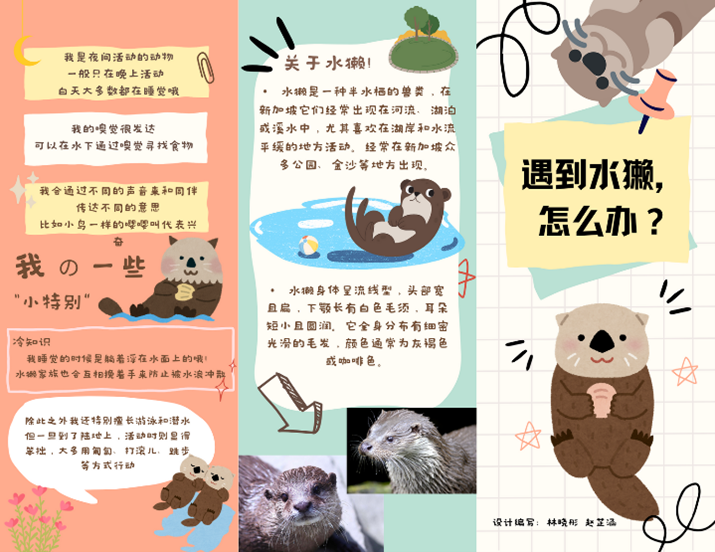 我是夜间活动的动物
一般只在晚上活动
白天大多数都在睡觉哦
我的嗅觉很发达
可以在水下通过嗅觉寻找食物
我会通过不同的声音来和同伴
传达不同的意思
比如小鸟一样的嘤嘤叫代表兴
奋
我 の 一些
“小特别”
冷知识
我睡觉的时候是躺着浮在水面上的哦!
水獭家族也会互相搀着手来防止被水浪冲散
除此之外我还特别擅长游泳和潜水
但一旦到了陆地上，活动时则显得
笨拙，大多用匍匐、打滚儿、跳步
等方式行动
关于水獭!
• 水獭是一种半水栖的兽类，在
新加坡它们经常出现在河流、湖泊
或溪水中，尤其喜欢在湖岸和水流
平缓的地方活动。经常在新加坡众
多公园、金沙等地方出现。
• 水獭身体呈流线型，头部宽
且扁，下颚长有白色毛须，耳朵
短小且圆润。它全身分布有细密
光滑的毛发，颜色通常为灰褐色
或咖啡色。
遇到水獭，
怎么办？
设计编写：林晓彤 赵芷涵